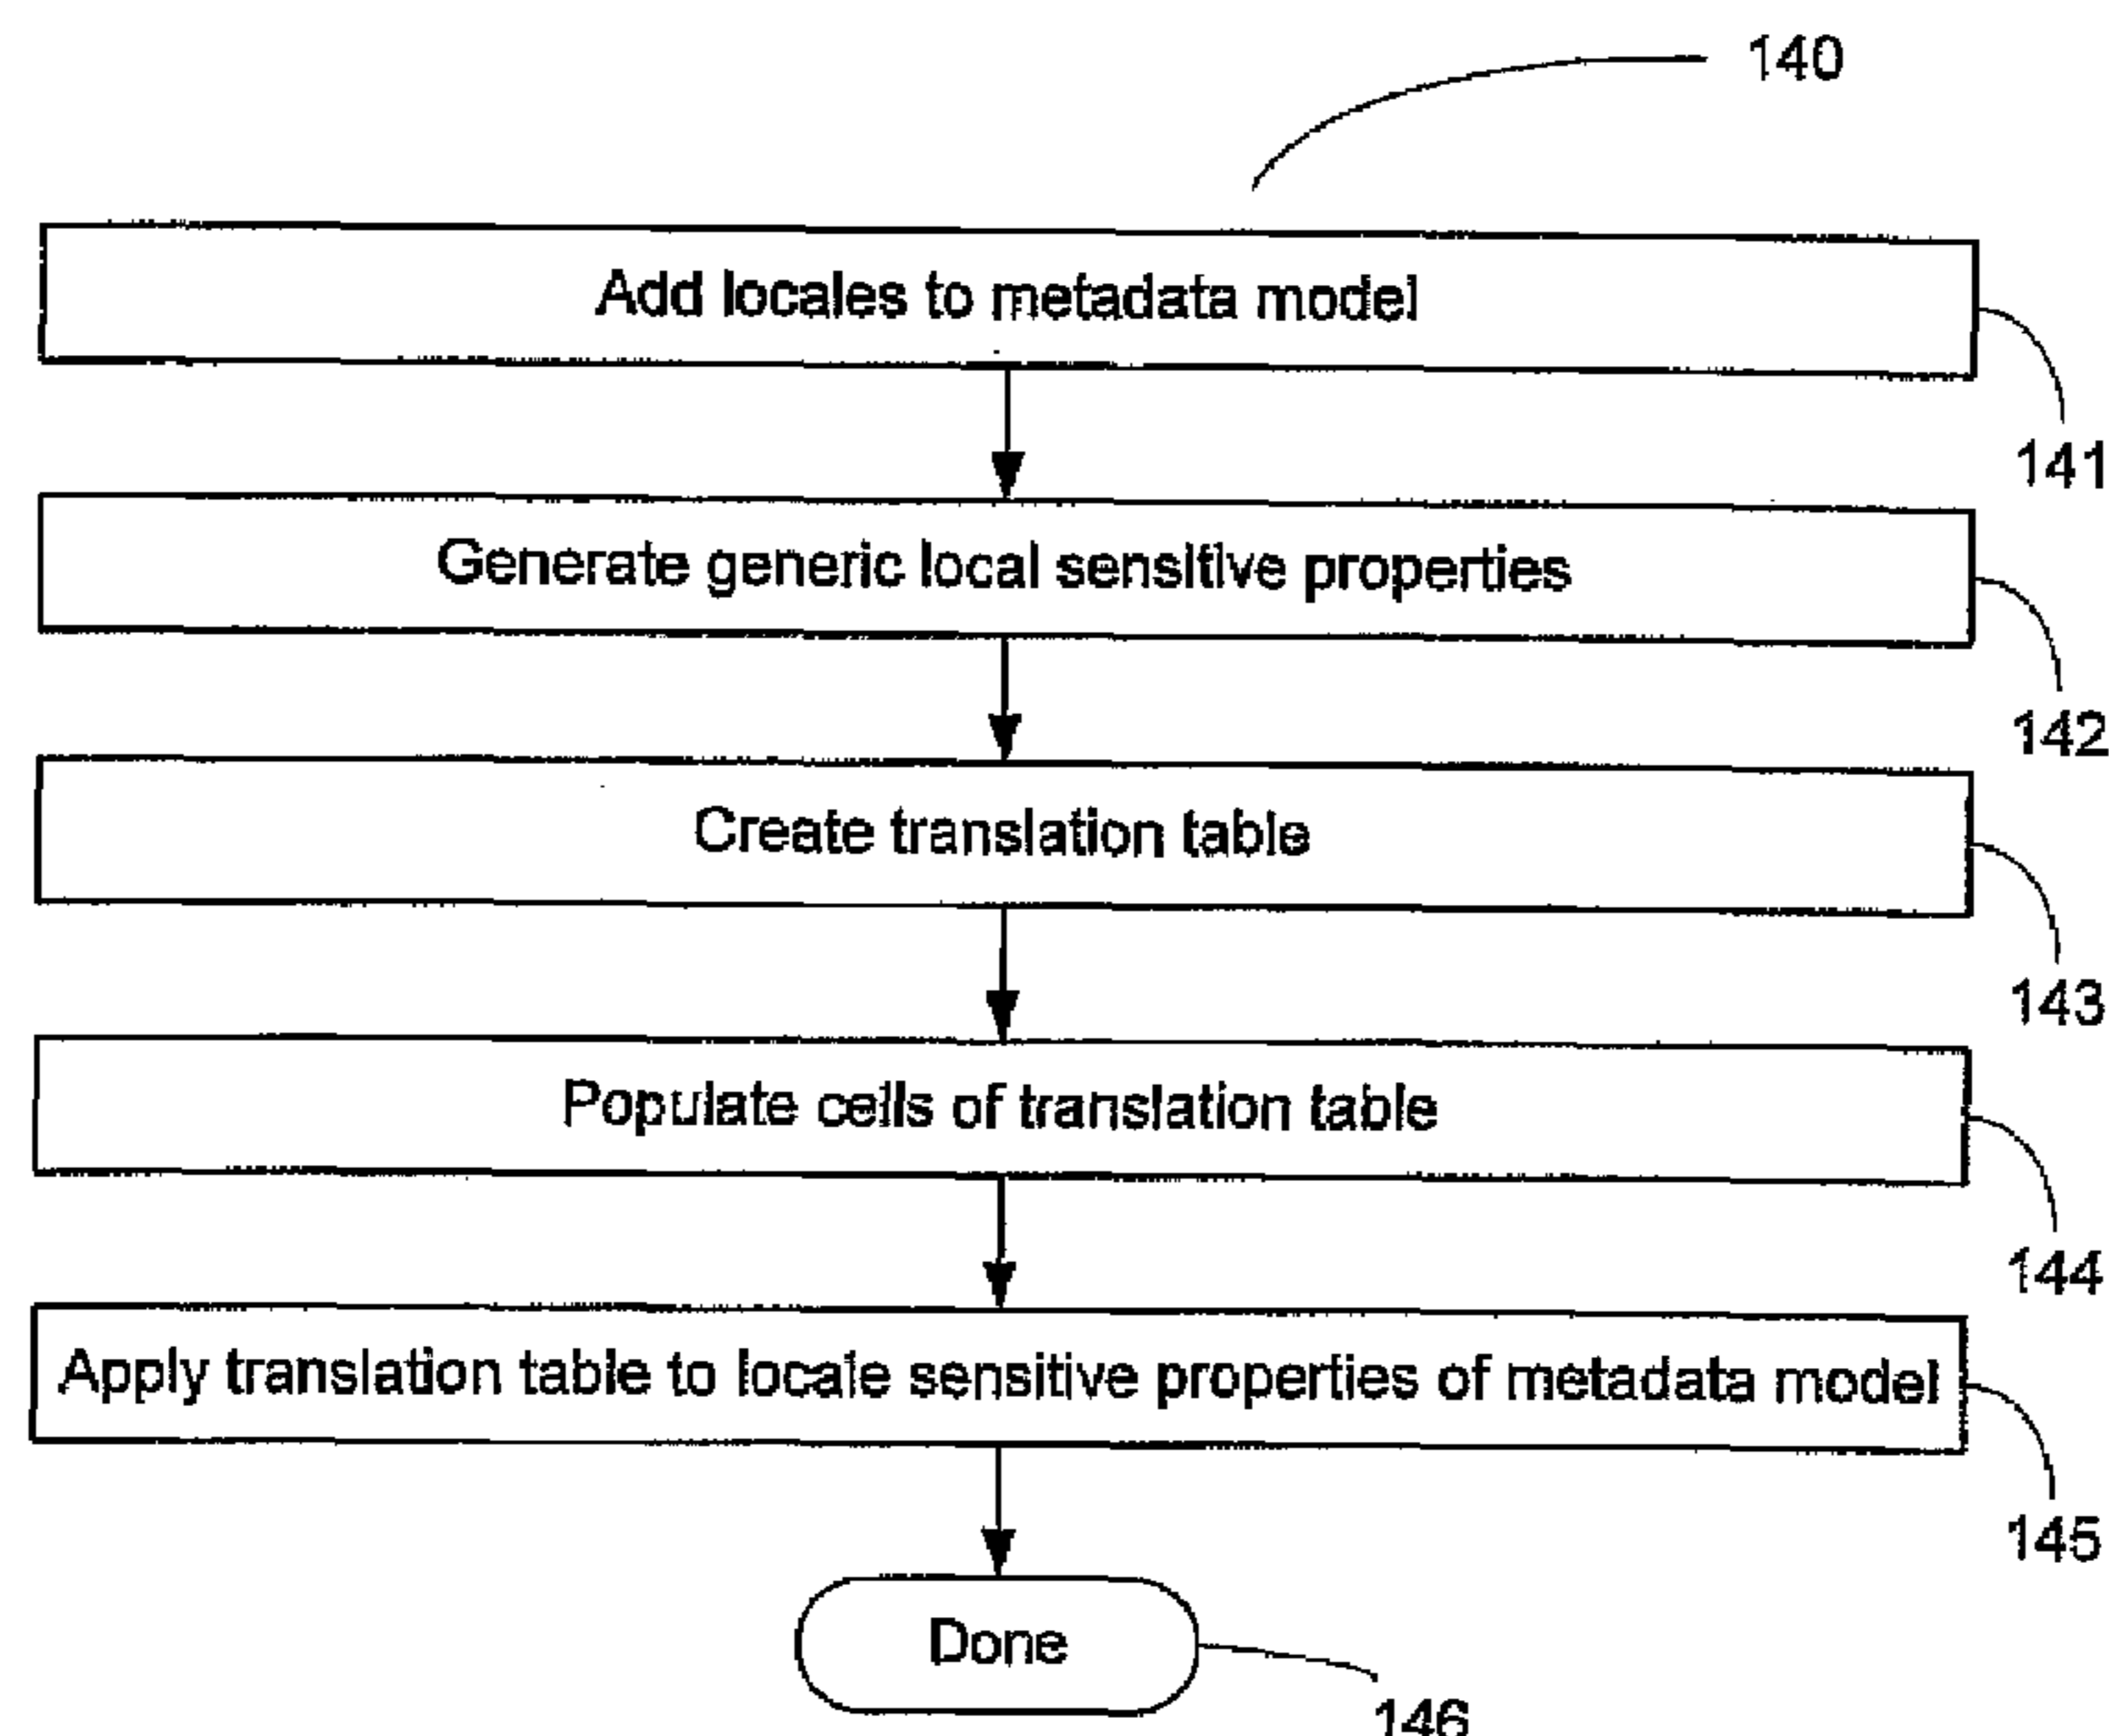 140
Add locales to metadata model
141
Generate generic local sensitive properties
142
Create translation table
143
Populate cells of translation table
144
Apply translation table to locale sensitive properties of metadata model
145
Done
146